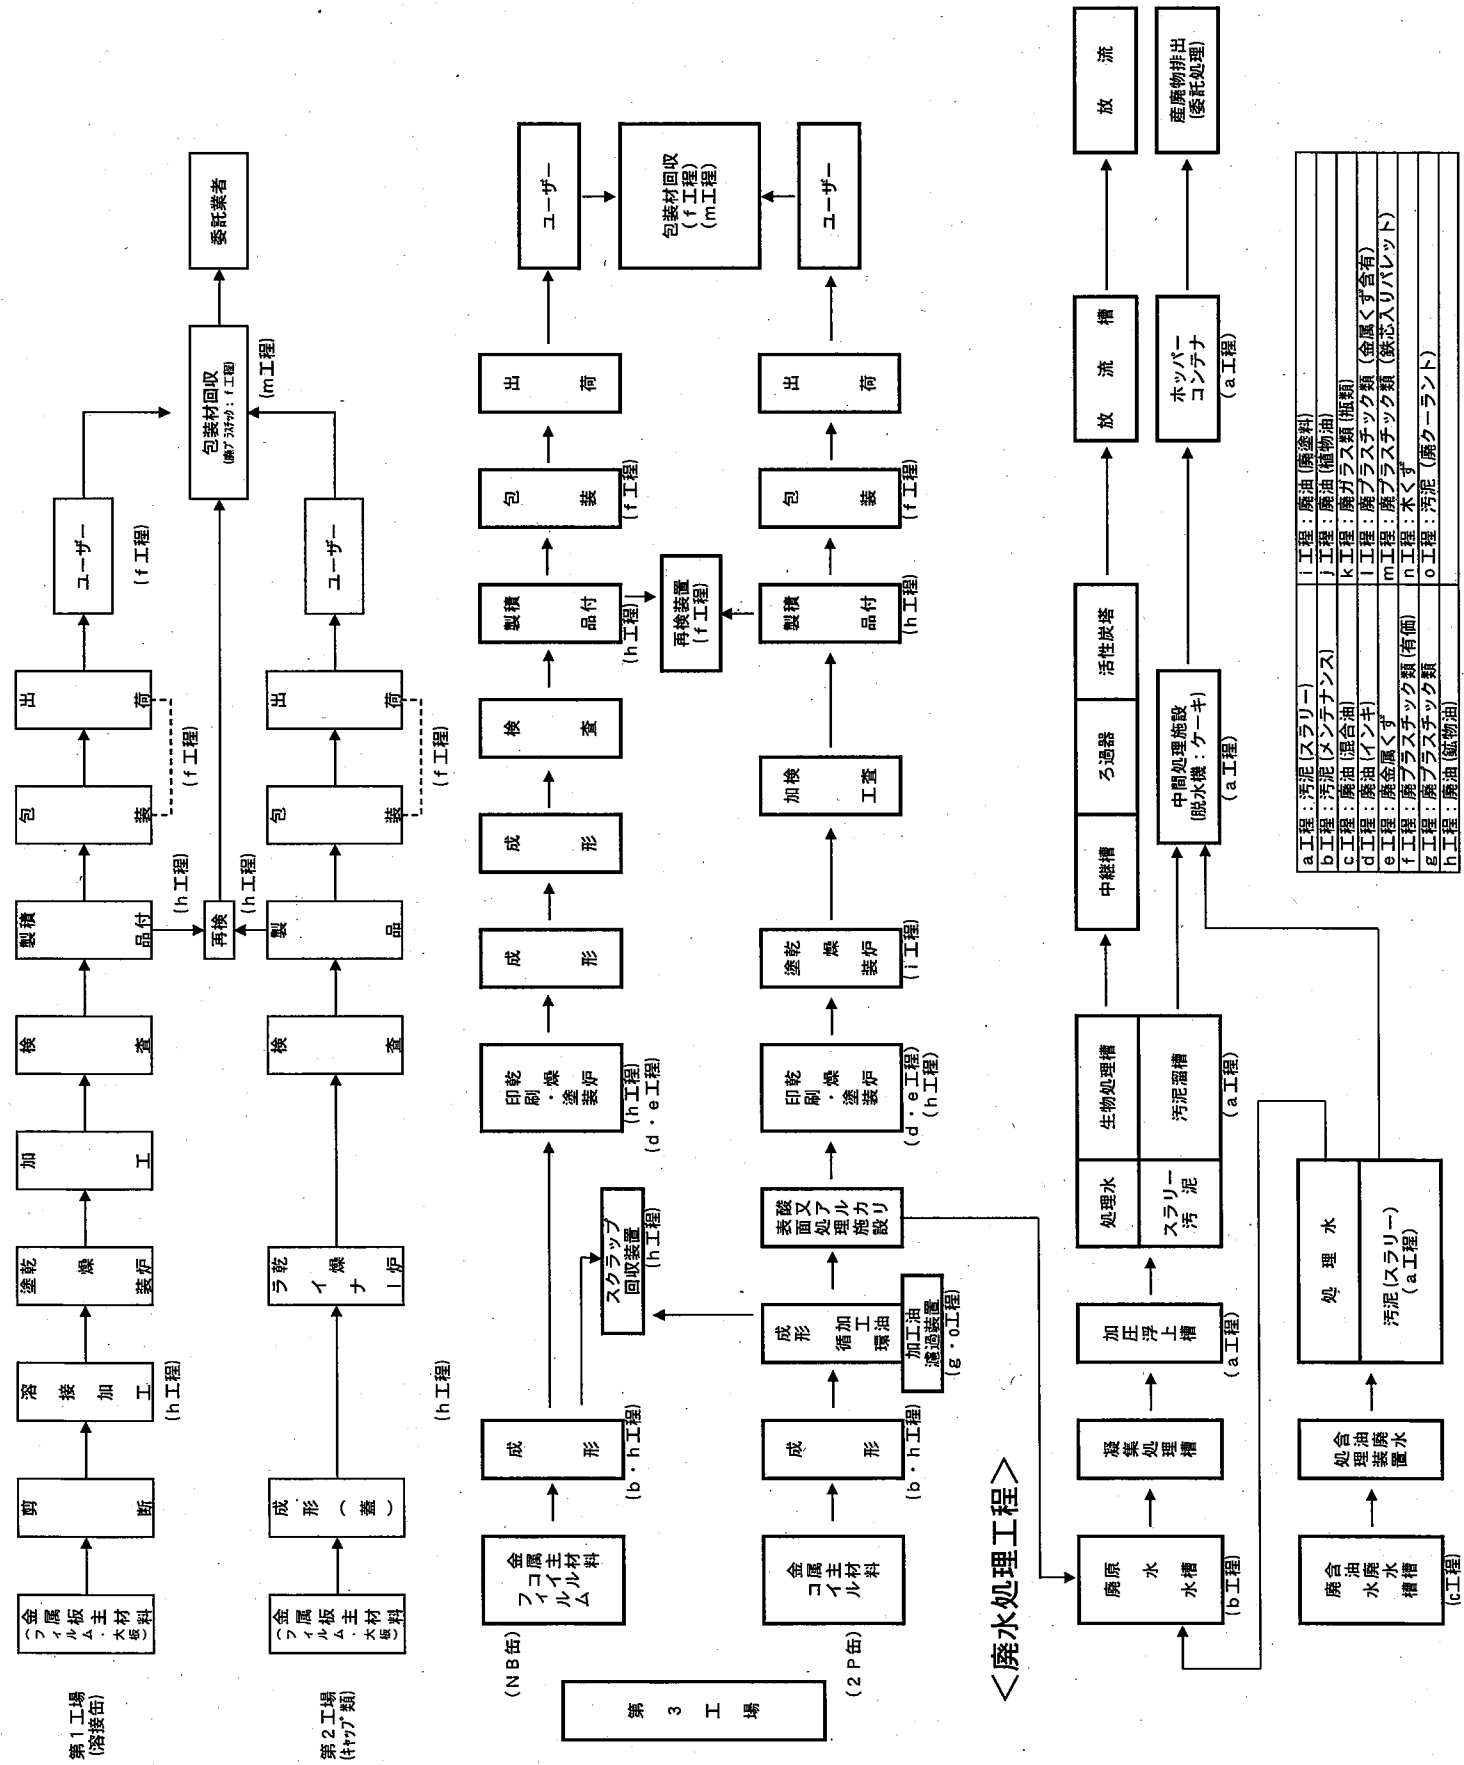 第1工場
(溶接缶)
金属板主材料
(フィルム・大板)
剪断
溶接加工
(h工程)
塗装
乾燥炉
加工
検査
製品
積付
(h工程)
包装
出荷
(f工程)
ユーザー
(f工程)
再検
(h工程)
包装材回収
(廃プラスチック:f工程)
(m工程)
委託業者
第2工場
(キャップ類)
金属板主材料
(フィルム・大板)
成形(蓋)
(h工程)
ライナー
乾燥炉
検査
製品
包装
出荷
(f工程)
ユーザー
第3工場
(NB缶)
金属主材料
コイル
フィルム
成形
(b・h工程)
スクラップ
回収装置
(h工程)
印刷・塗装
乾燥炉
(h工程)
(d・e工程)
成形
成形
検査
製品
積付
(h工程)
再検装置
(f工程)
包装
(f工程)
出荷
ユーザー
包装材回収
(f工程)
(m工程)
(2P缶)
金属主材料
コイル
成形
(b・h工程)
成形
加工油
循環
加工油
濾過装置
(g・o工程)
酸又アルカリ
表面処理施設
印刷・塗装
乾燥炉
(d・e工程)
(h工程)
塗装
乾燥炉
(i工程)
加工
検査
製品
積付
(h工程)
包装
(f工程)
出荷
ユーザー
<廃水処理工程>
廃水
原水槽
(b工程)
凝集処理槽
加圧浮上槽
(a工程)
処理水
生物処理槽
スラリー
汚泥
汚泥溜槽
(a工程)
中継槽
ろ過器
活性炭塔
放流槽
放流
中間処理施設
(脱水機:ケーキ)
(a工程)
ホッパー
コンテナ
(a工程)
産廃物排出
(委託処理)
含油廃水槽
廃水槽
(c工程)
含油廃水
処理装置
処理水
汚泥(スラリー)
(a工程)
a工程:汚泥(スラリー)
i工程:廃油(廃塗料)
b工程:汚泥(メンテナンス)
j工程:廃油(植物油)
c工程:廃油(混合油)
k工程:廃ガラス類(瓶類)
d工程:廃油(インキ)
l工程:廃プラスチック類(金属くず含有)
e工程:廃金属くず
m工程:廃プラスチック類(鉄芯入りパレット)
f工程:廃プラスチック類(有価)
n工程:木くず
g工程:廃プラスチック類
o工程:汚泥(廃クーラント)
h工程:廃油(鉱物油)